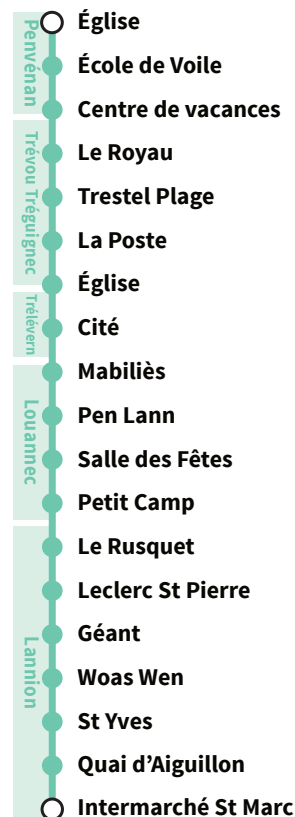 Penvénan
Église
École de Voile
Centre de vacances
Trévou Tréguignec
Le Royau
Trestel Plage
La Poste
Église
Trélévern
Cité
Louannec
Mabiliès
Pen Lann
Salle des Fêtes
Petit Camp
Lannion
Le Rusquet
Leclerc St Pierre
Géant
Woas Wen
St Yves
Quai d’Aiguillon
Intermarché St Marc